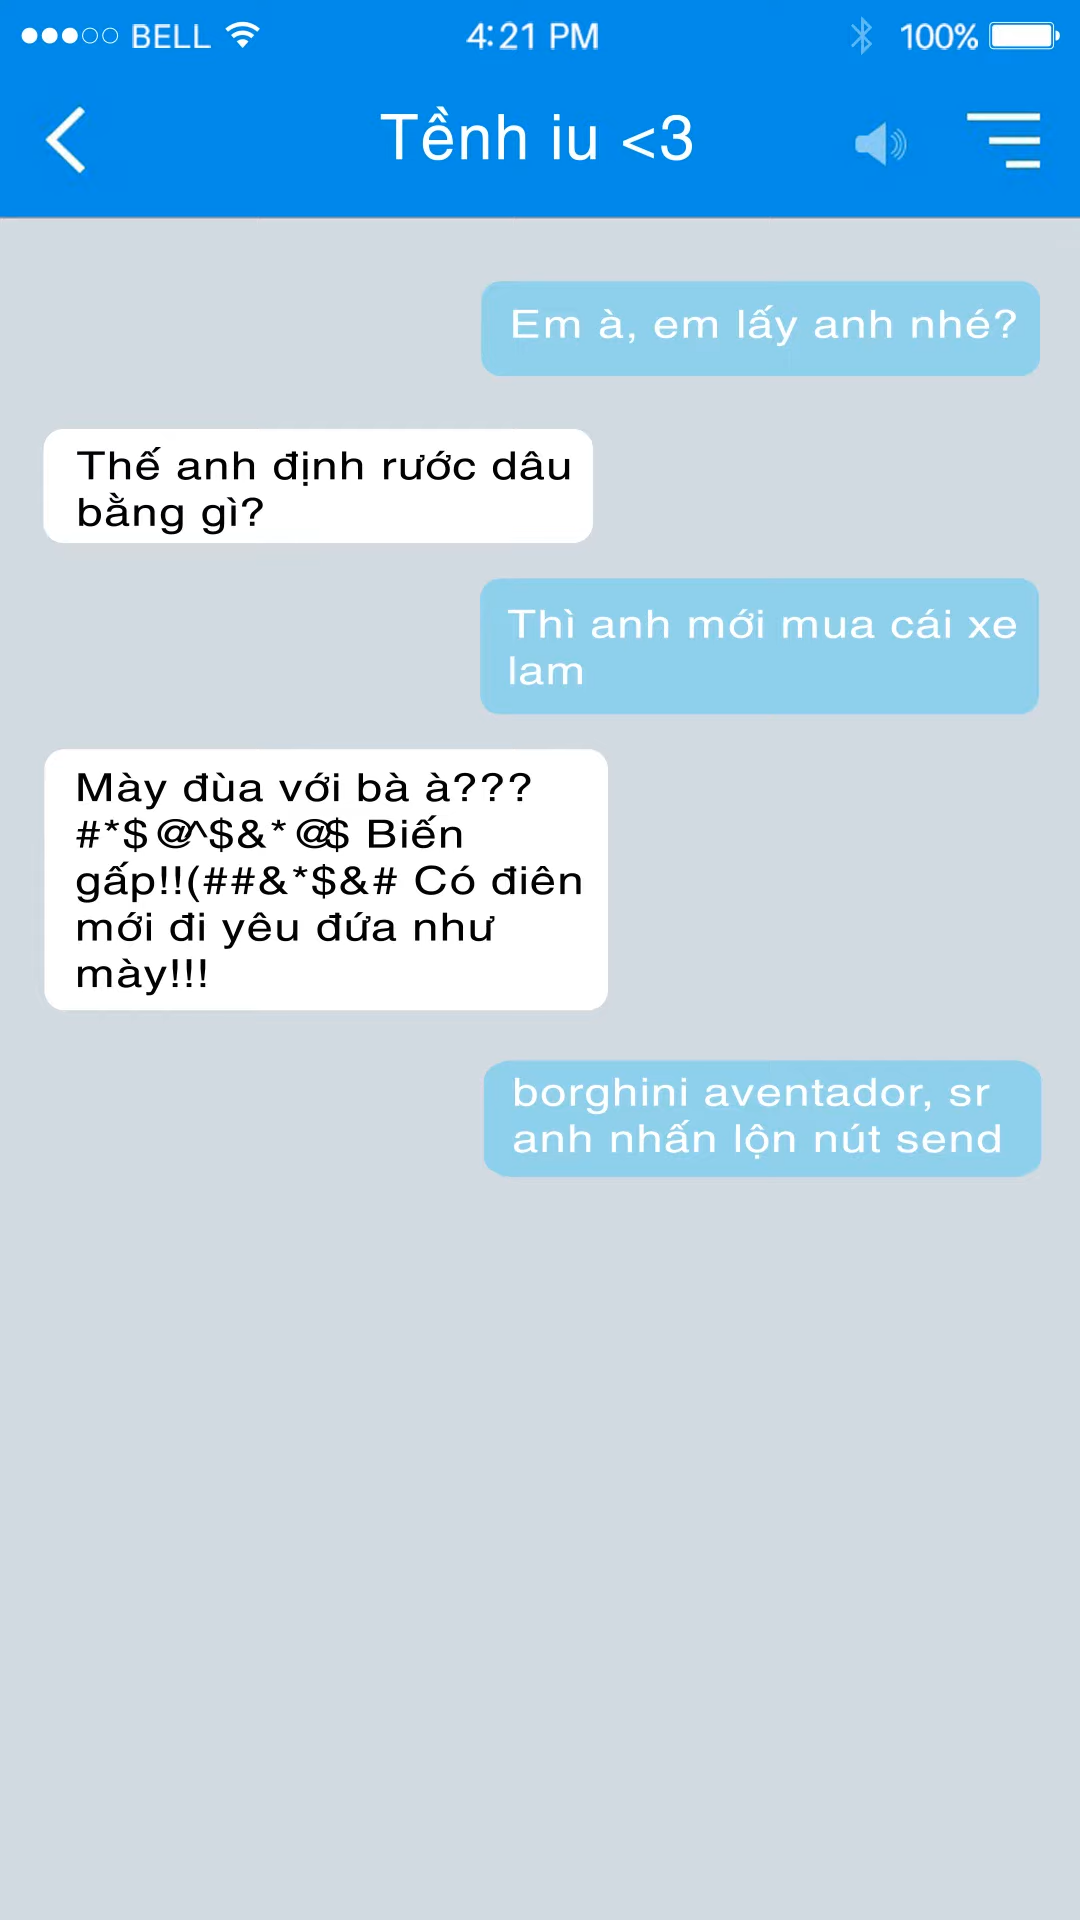 BELL 4:21 PM 100%
Tềnh iu <3
Em à, em lấy anh nhé?
Thế anh định rước dâu
bằng gì?
Thì anh mới mua cái xe
lam
Mày đùa với bà à???
#*$@^$&*@$ Biến
gấp!!(##&*$&# Có điên
mới đi yêu đứa như
mày!!!
borghini aventador, sr
anh nhấn lộn nút send